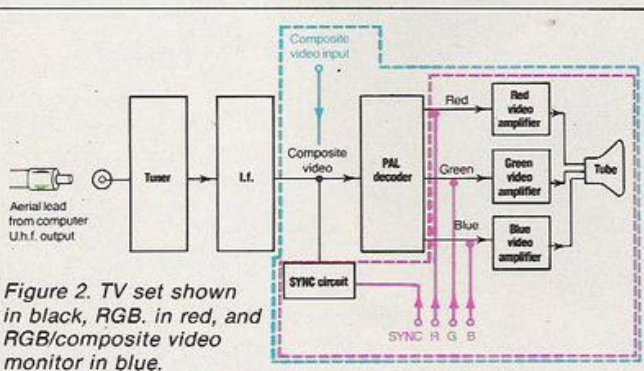 Composite
video input
Red
Red
video
amplifier
Composite
video
Tuner
I.f.
PAL
decoder
Green
Green
video
amplifier
Tube
Aerial lead
from computer
U.h.f. output
Blue
Blue
video
amplifier
SYNC circuit
Figure 2. TV set shown
in black, RGB. in red, and
RGB/composite video
monitor in blue.
SYNC R G B